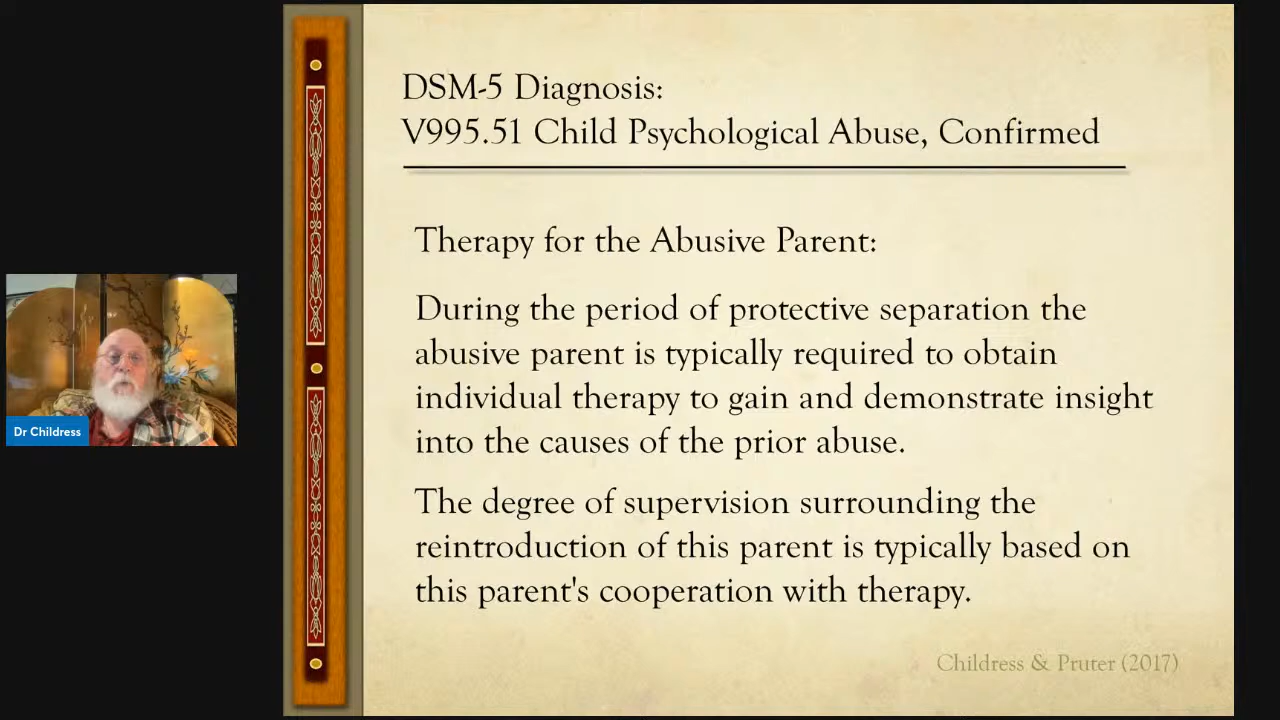 DSM-5 Diagnosis:
V995.51 Child Psychological Abuse, Confirmed
Therapy for the Abusive Parent:
During the period of protective separation the
abusive parent is typically required to obtain
individual therapy to gain and demonstrate insight
into the causes of the prior abuse.
The degree of supervision surrounding the
reintroduction of this parent is typically based on
this parent's cooperation with therapy.
Childress & Pruter (2017)
Dr Childress